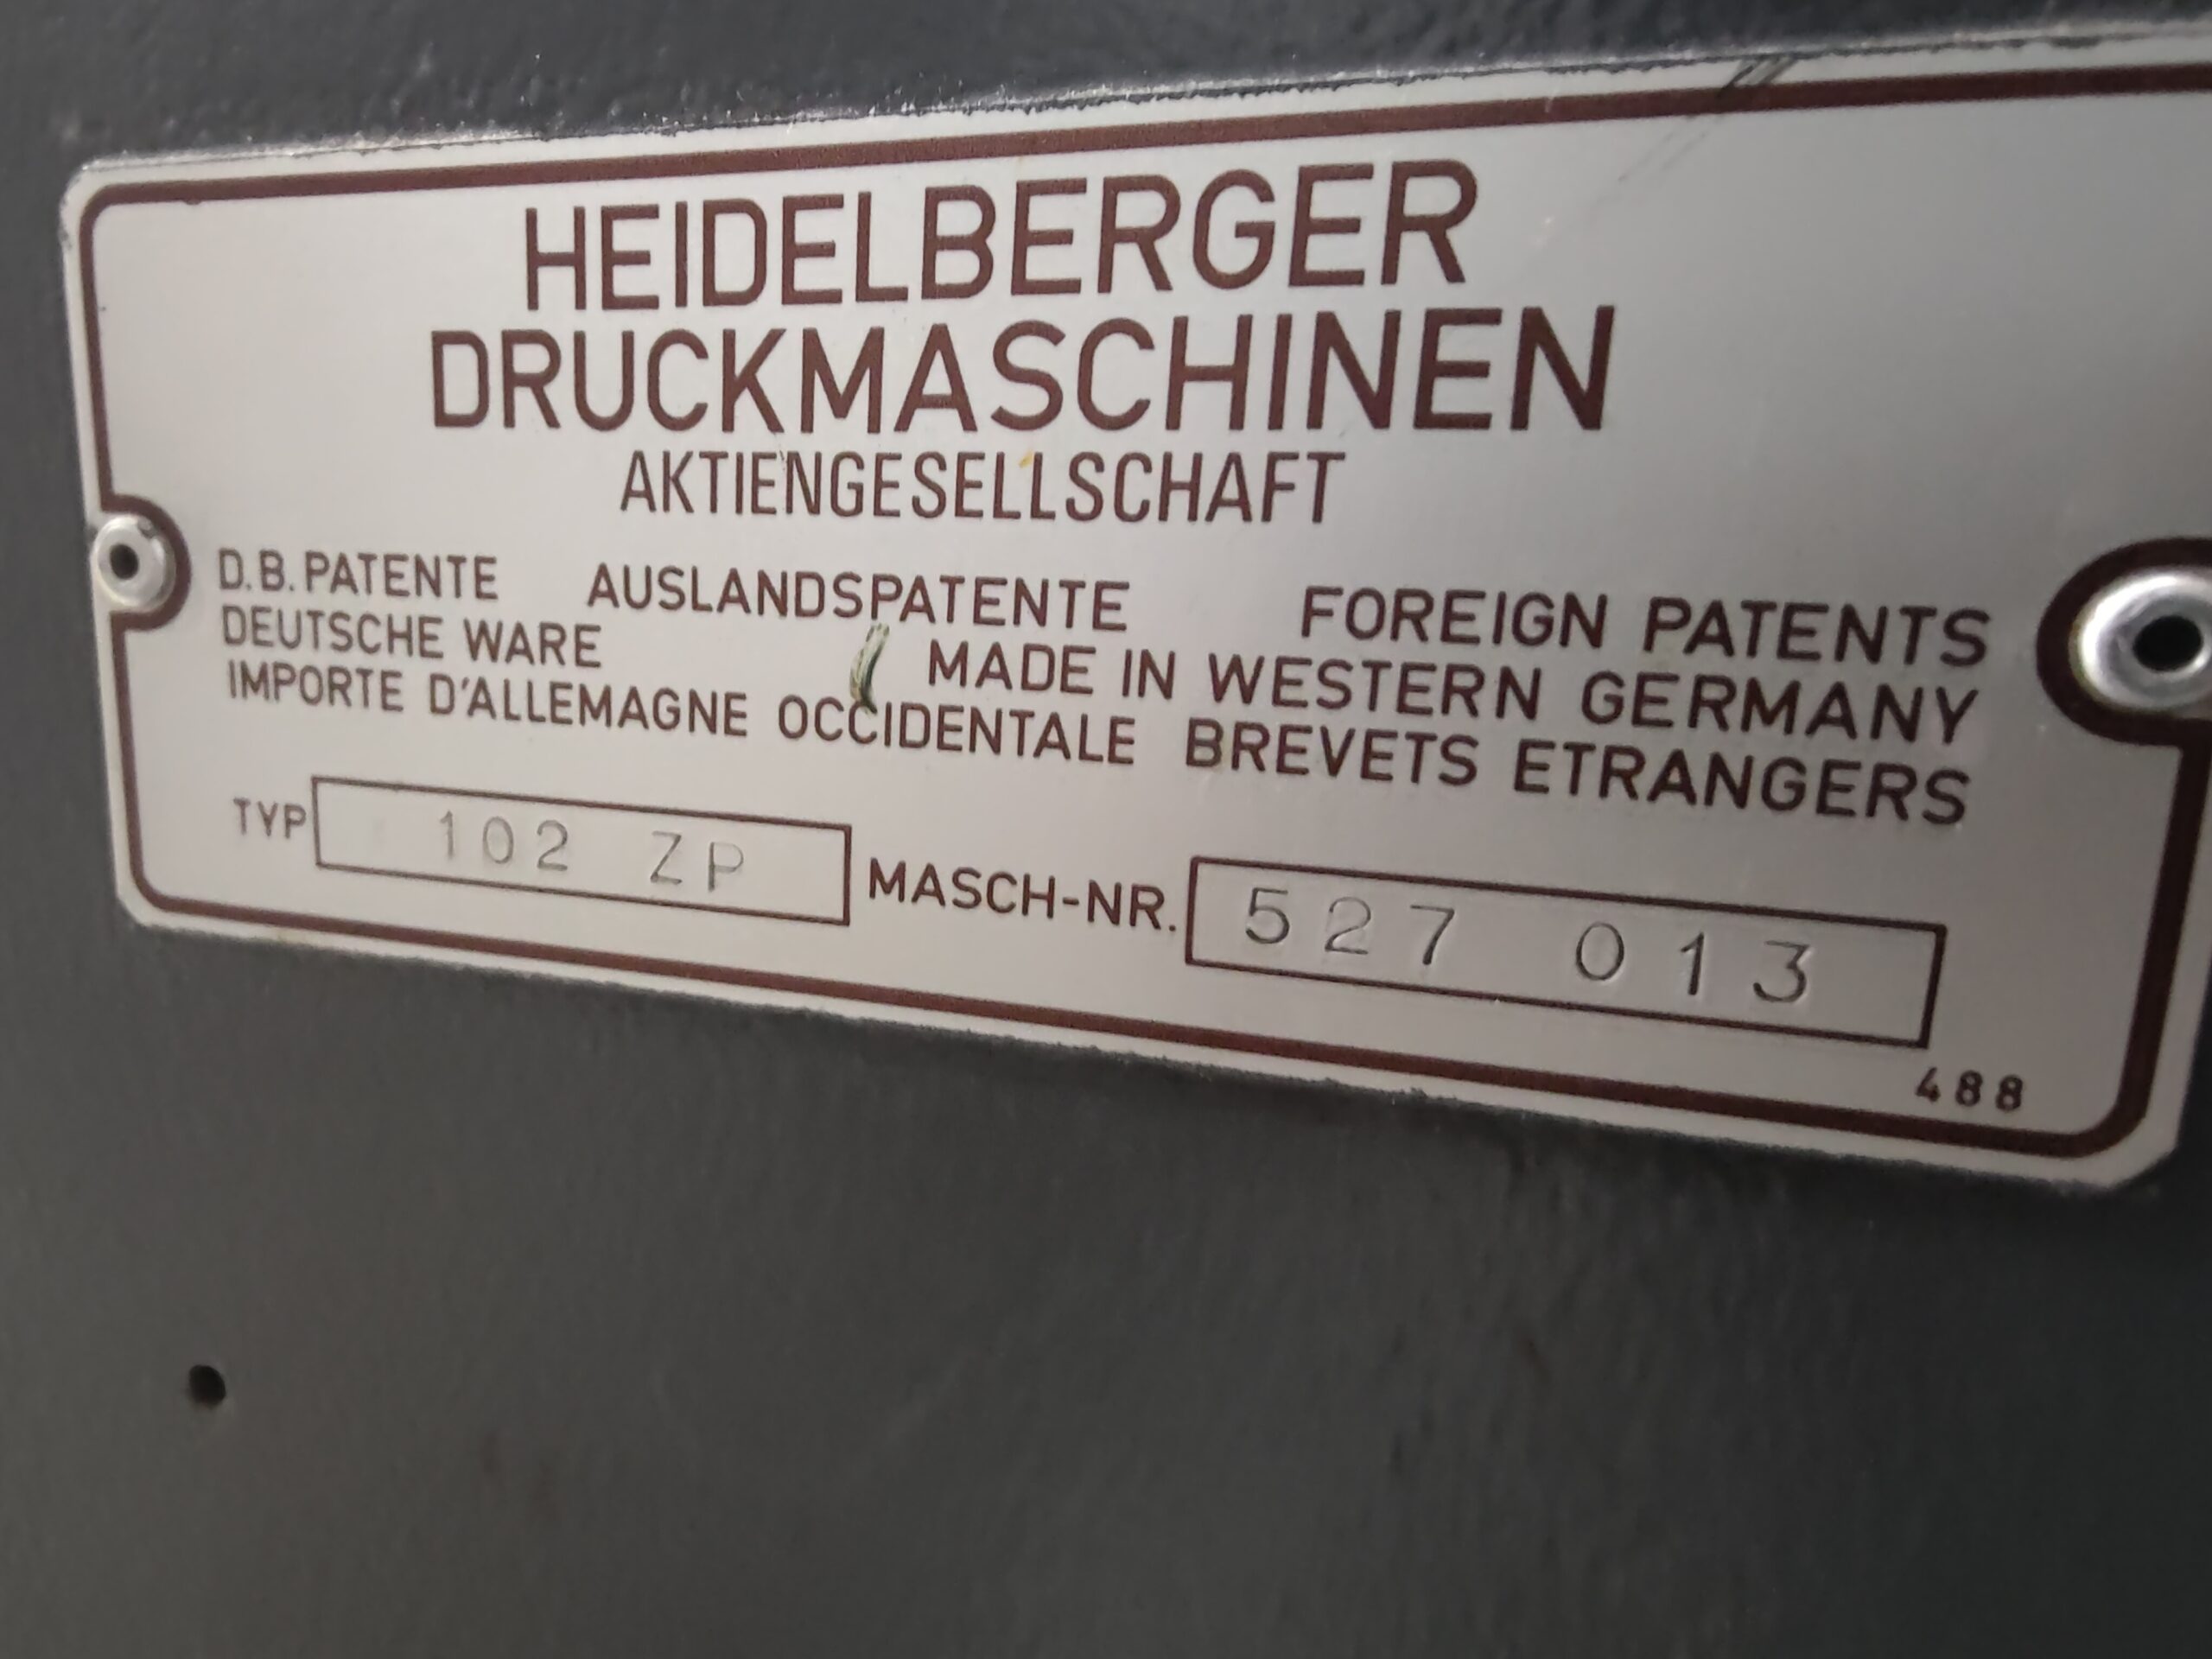 HEIDELBERGER
DRUCKMASCHINEN
AKTIENGESELLSCHAFT
D.B. PATENTE AUSLANDSPATENTE FOREIGN PATENTS
DEUTSCHE WARE MADE IN WESTERN GERMANY
IMPORTE D'ALLEMAGNE OCCIDENTALE BREVETS ETRANGERS
TYP 102 ZP MASCH-NR. 527 013
488